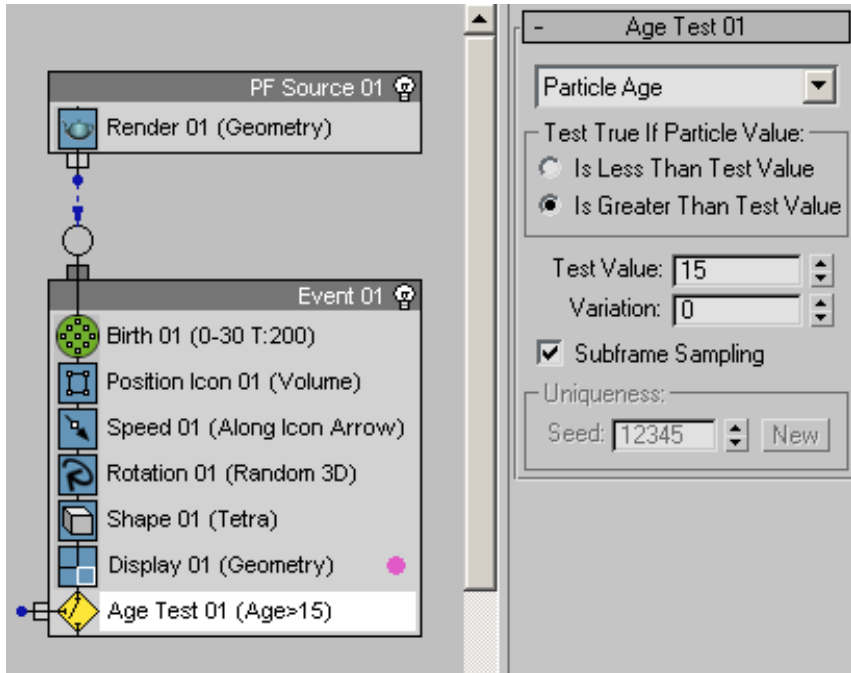 PF Source 01
Render 01 (Geometry)
Event 01
Birth 01 (0-30 T:200)
Position Icon 01 (Volume)
Speed 01 (Along Icon Arrow)
Rotation 01 (Random 3D)
Shape 01 (Tetra)
Display 01 (Geometry)
Age Test 01 (Age>15)
- Age Test 01
Particle Age
Test True If Particle Value:
Is Less Than Test Value
Is Greater Than Test Value
Test Value: 15
Variation: 0
Subframe Sampling
Uniqueness:
Seed: 12345 New